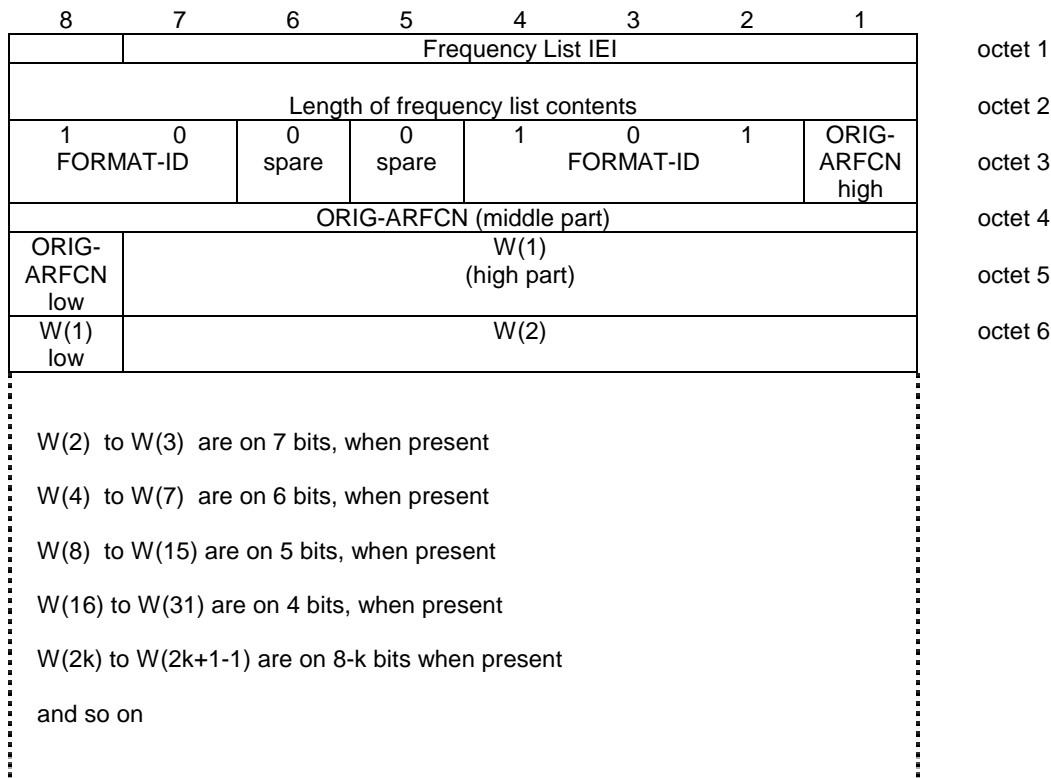 8 7 6 5 4 3 2 1
Frequency List IEI octet 1
Length of frequency list contents octet 2
1 0 0 0 1 0 1 ORIG-
FORMAT-ID spare spare FORMAT-ID ARFCN octet 3
high
ORIG-ARFCN (middle part) octet 4
ORIG- W(1)
ARFCN (high part) octet 5
low
W(1) W(2) octet 6
low
W(2) to W(3) are on 7 bits, when present
W(4) to W(7) are on 6 bits, when present
W(8) to W(15) are on 5 bits, when present
W(16) to W(31) are on 4 bits, when present
W(2k) to W(2k+1-1) are on 8-k bits when present
and so on